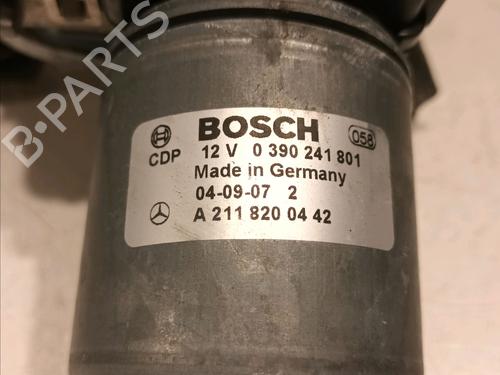 B-PARTS
BOSCH 058
CDP 12 V 0 390 241 801
Made in Germany
04-09-07 2
A 211 820 04 42